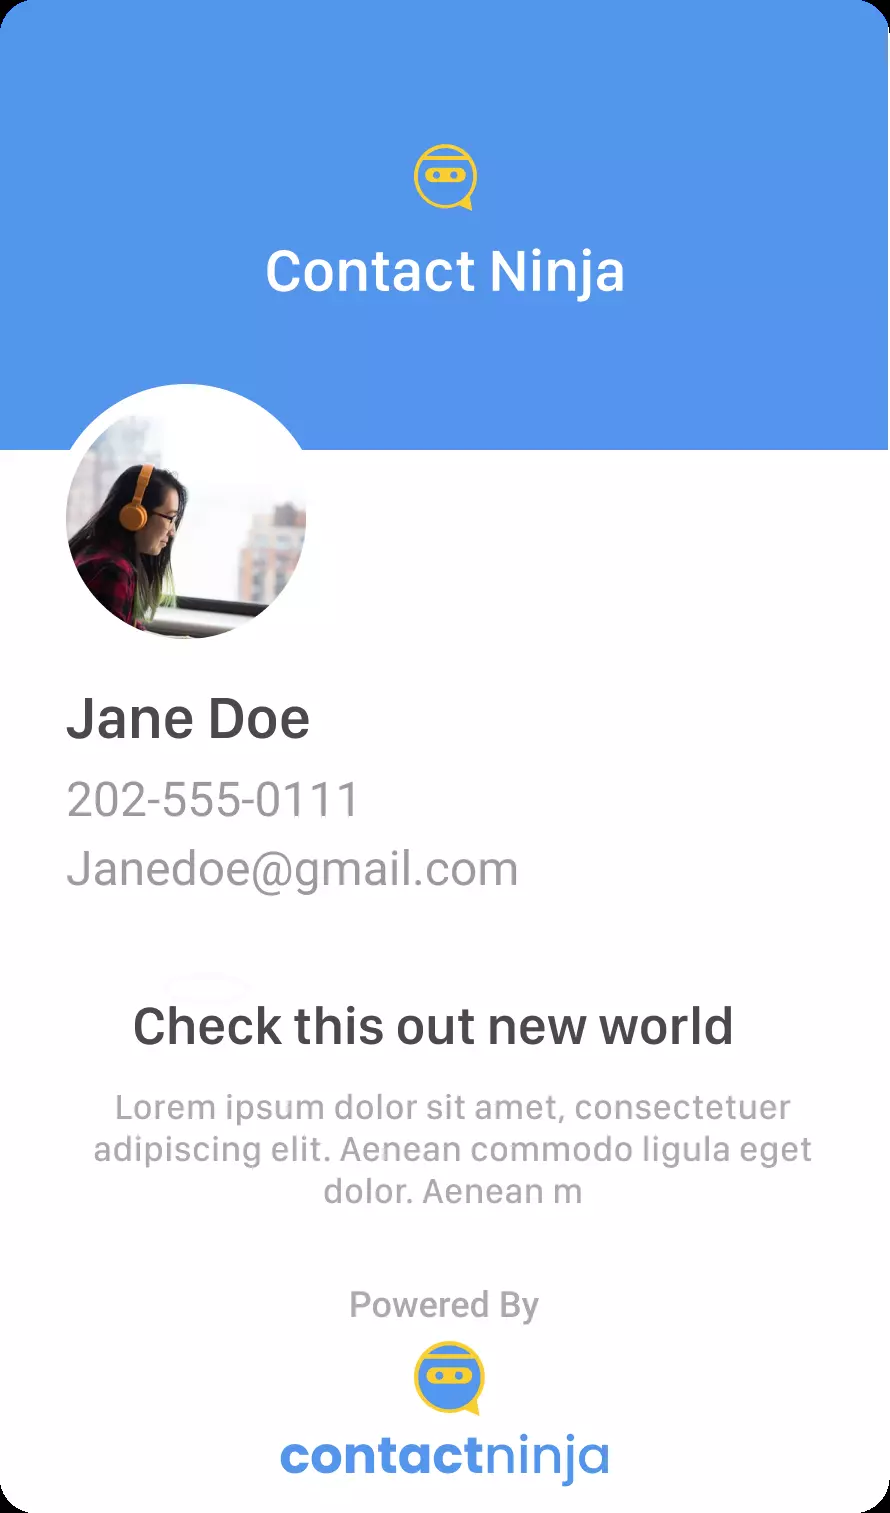 Contact Ninja
Jane Doe
202-555-0111
Janedoe@gmail.com
Check this out new world
Lorem ipsum dolor sit amet, consectetuer
adipiscing elit. Aenean commodo ligula eget
dolor. Aenean m
Powered By
contactninja